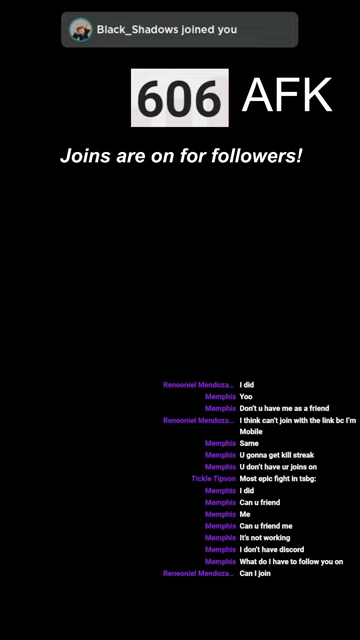 Black_Shadows joined you
606 AFK
Joins are on for followers!
Reneoniel Mendoza... I did
Memphis Yoo
Memphis Don't u have me as a friend
Reneoniel Mendoza... I think can't join with the link bc I'm
Mobile
Memphis Same
Memphis U gonna get kill streak
Memphis U don't have ur joins on
Tickle Tipson Most epic fight in tsbg:
Memphis I did
Memphis Can u friend
Memphis Me
Memphis Can u friend me
Memphis It's not working
Memphis I don't have discord
Memphis What do I have to follow you on
Reneoniel Mendoza... Can I join